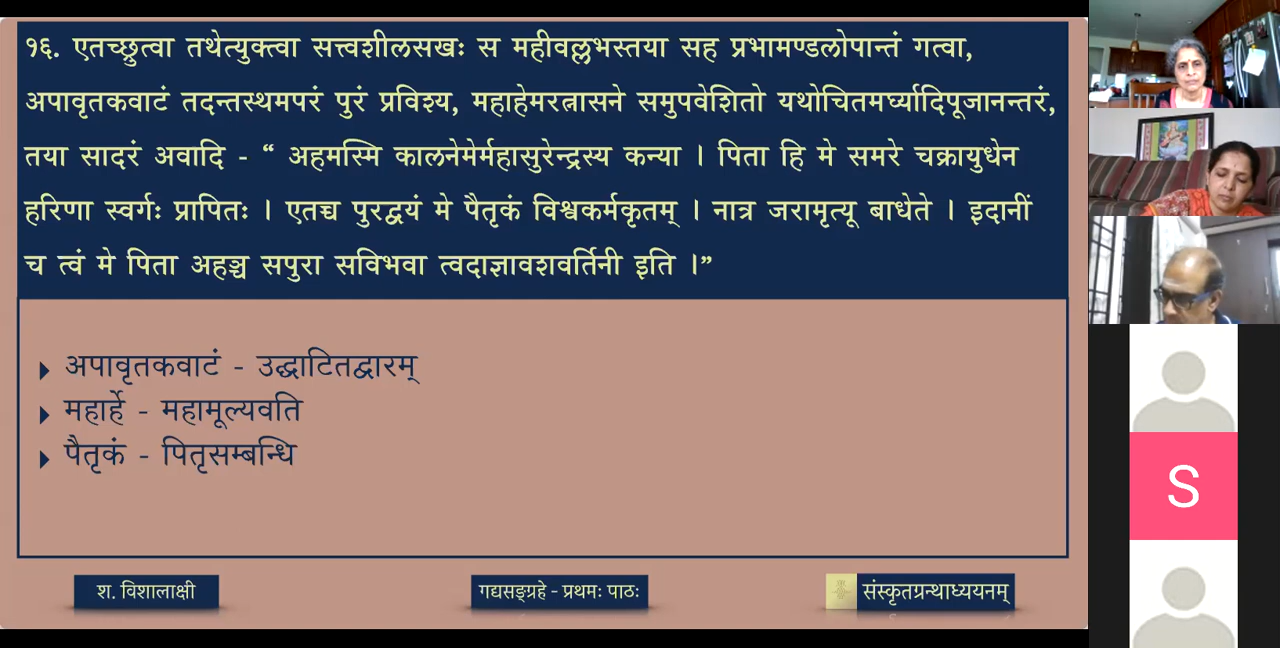 १६. एतच्छ्रुत्वा तथेत्युक्त्वा सत्त्वशीलसखः स महीवल्लभस्तया सह प्रभामण्डलोपान्तं गत्वा,
अपावृतकवाटं तदन्तस्थमपरं पुरं प्रविश्य, महाहेमरत्नासने समुपवेशितो यथोचितमर्घ्यादिपूजानन्तरं,
तया सादरं अवादि - “ अहमस्मि कालनेमेर्महासुरेन्द्रस्य कन्या । पिता हि मे समरे चक्रायुधेन
हरिणा स्वर्गः प्रापितः । एतच्च पुरद्वयं मे पैतृकं विश्वकर्मकृतम् । नात्र जरामृत्यू बाधेते । इदानीं
च त्वं मे पिता अहञ्च सपुरा सविभवा त्वदाज्ञावशवर्तिनी इति ।”
अपावृतकवाटं - उद्घाटितद्वारम्
महार्हे - महामूल्यवति
पैतृकं - पितृसम्बन्धि
श. विशालाक्षी
गद्यसङ्ग्रहे - प्रथमः पाठः
संस्कृतग्रन्थाध्ययनम्
S